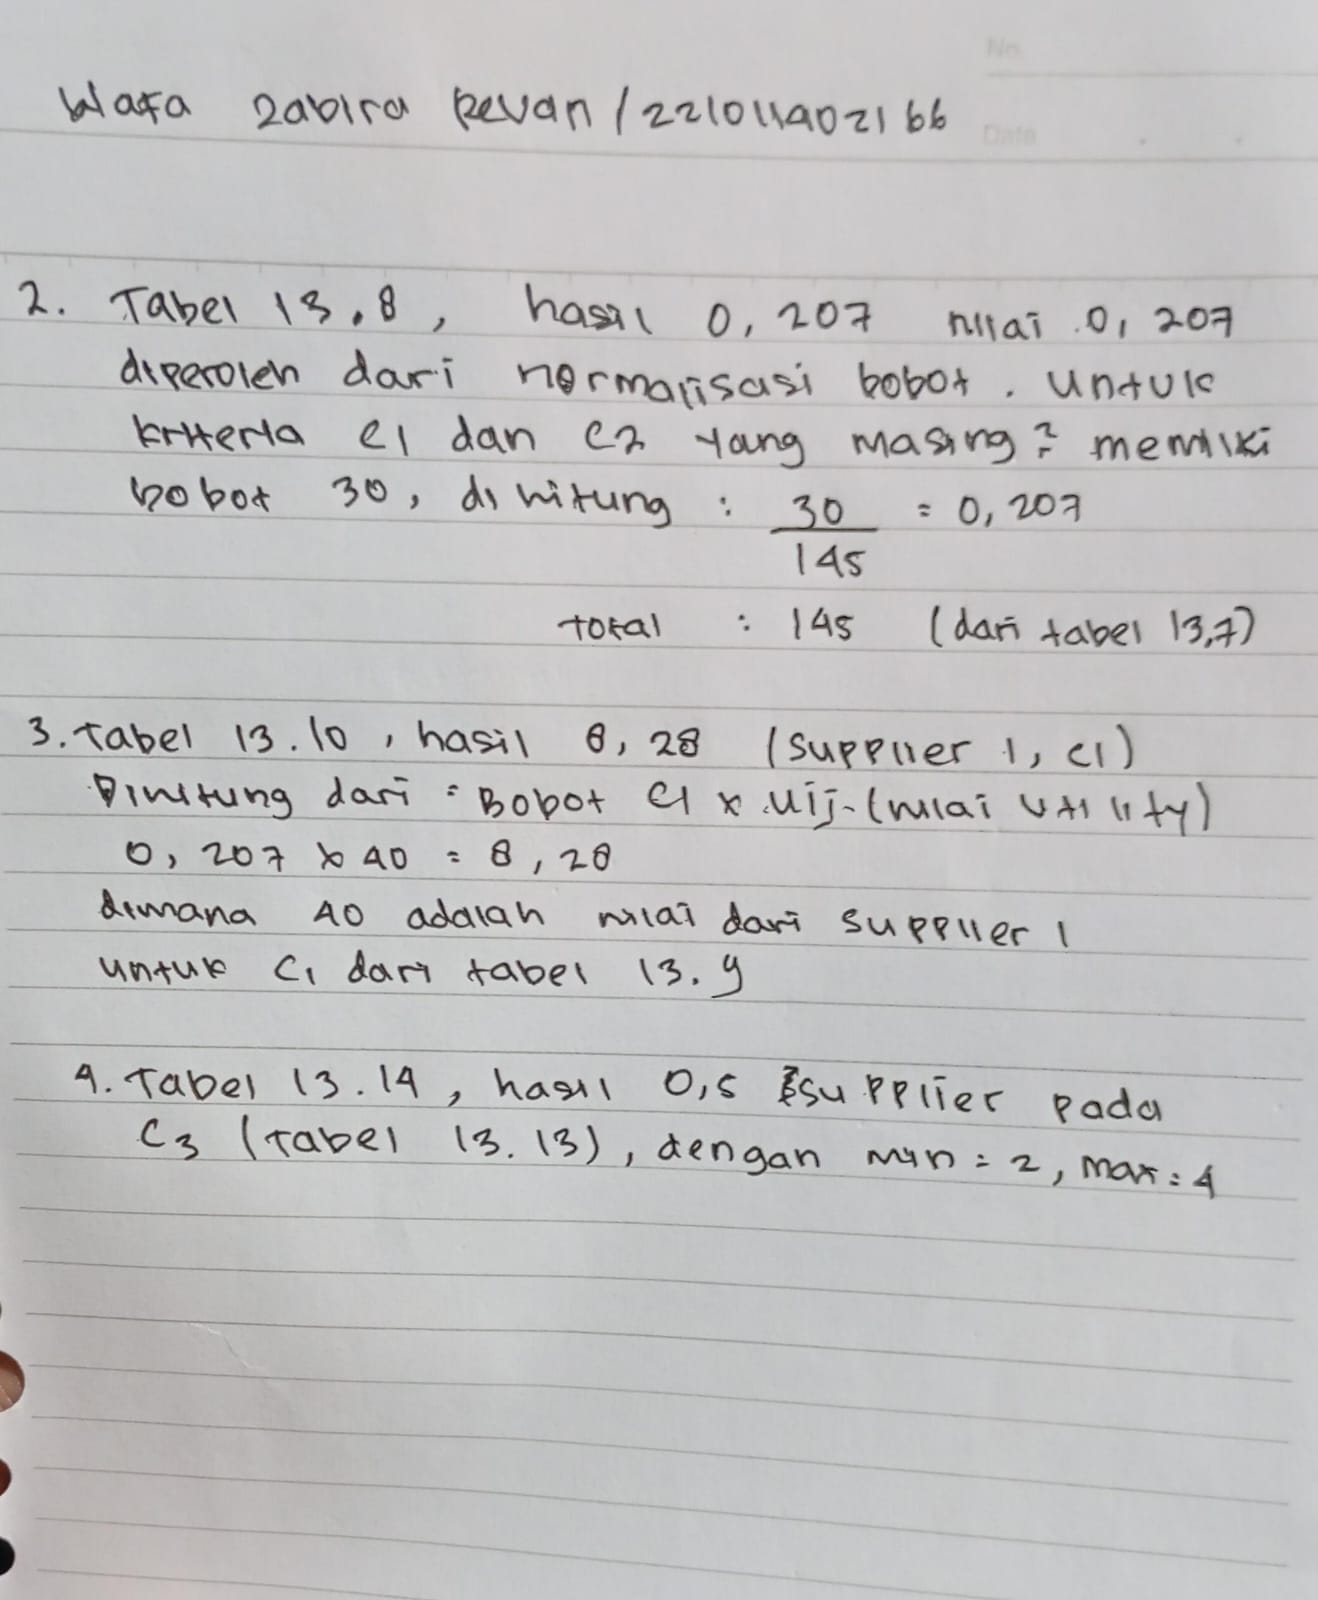 No
Wafa Zabira Revan / 221011402166
Date
2. Tabel 13.8, hasil 0,207 nilai 0,207
diperoleh dari normalisasi bobot. Untuk
kriteria C1 dan C2 yang masing² memiliki
bobot 30, dihitung : 30 = 0,207
145
total : 145 (dari tabel 13,7)
3. tabel 13.10, hasil 8,28 (supplier 1, C1)
Dihitung dari : Bobot C1 x Uij (nilai utility)
0,207 x 40 = 8,28
dimana 40 adalah nilai dari supplier 1
untuk C1 dari tabel 13.9
4. Tabel 13.14, hasil 0,5 supplier pada
C3 (tabel 13.13), dengan min = 2, max = 4